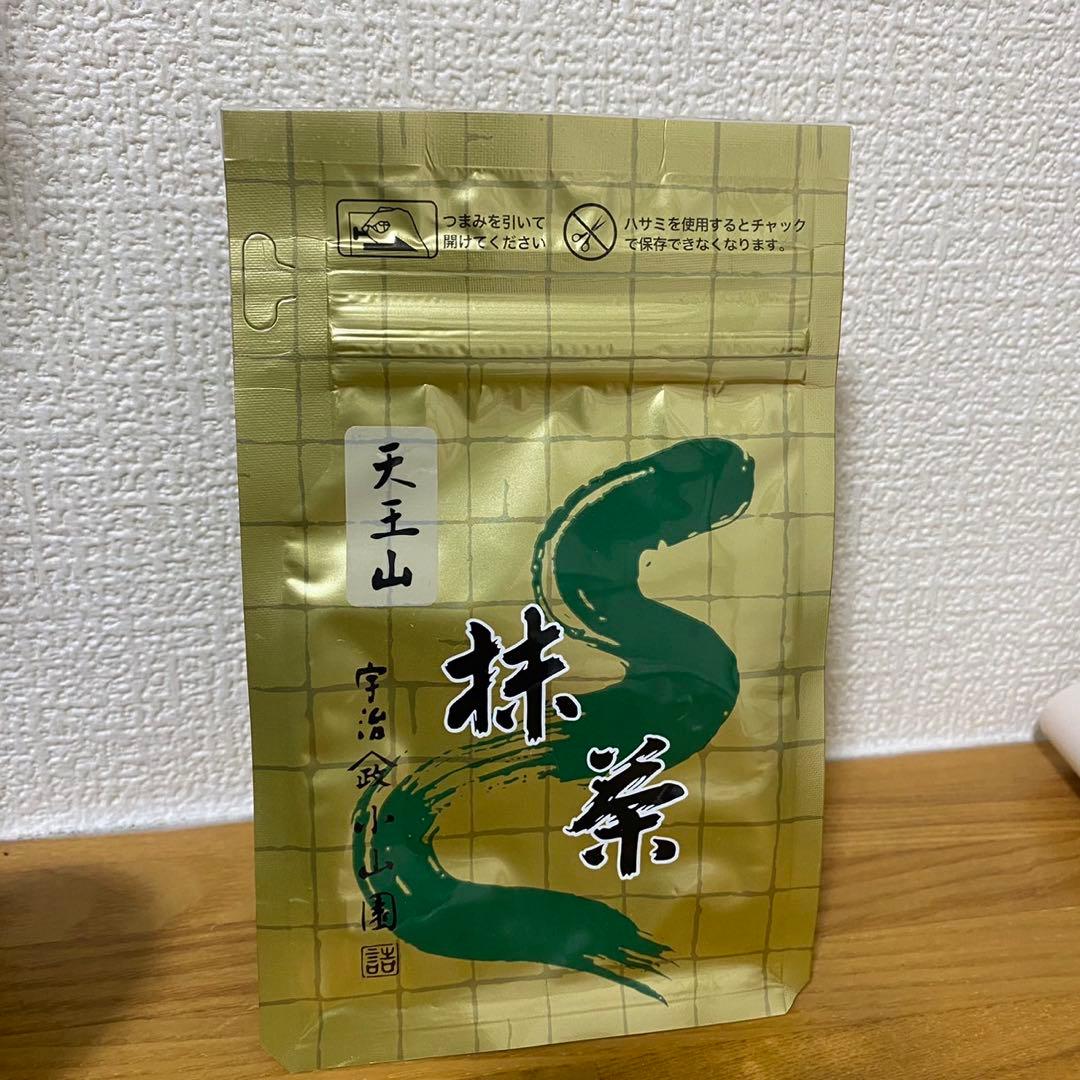 つまみを引いて
開けてください
ハサミを使用するとチャック
で保存できなくなります。
天王山
抹茶
宇治政小山園詰